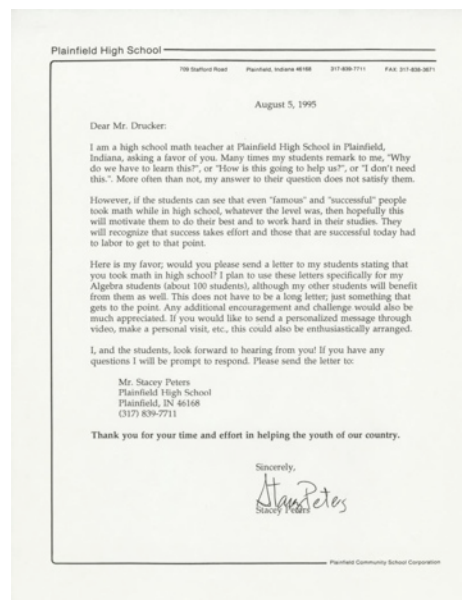 Plainfield High School
709 Stafford Road Plainfield, Indiana 46168 317-839-7711 FAX: 317-838-3671
August 5, 1995
Dear Mr. Drucker:
I am a high school math teacher at Plainfield High School in Plainfield,
Indiana, asking a favor of you. Many times my students remark to me, "Why
do we have to learn this?", or "How is this going to help us?", or "I don't need
this.". More often than not, my answer to their question does not satisfy them.
However, if the students can see that even "famous" and "successful" people
took math while in high school, whatever the level was, then hopefully this
will motivate them to do their best and to work hard in their studies. They
will recognize that success takes effort and those that are successful today had
to labor to get to that point.
Here is my favor; would you please send a letter to my students stating that
you took math in high school? I plan to use these letters specifically for my
Algebra students (about 100 students), although my other students will benefit
from them as well. This does not have to be a long letter; just something that
gets to the point. Any additional encouragement and challenge would also be
much appreciated. If you would like to send a personalized message through
video, make a personal visit, etc., this could also be enthusiastically arranged.
I, and the students, look forward to hearing from you! If you have any
questions I will be prompt to respond. Please send the letter to:
Mr. Stacey Peters
Plainfield High School
Plainfield, IN 46168
(317) 839-7711
Thank you for your time and effort in helping the youth of our country.
Sincerely,
Stacey Peters
Stacey Peters
Plainfield Community School Corporation